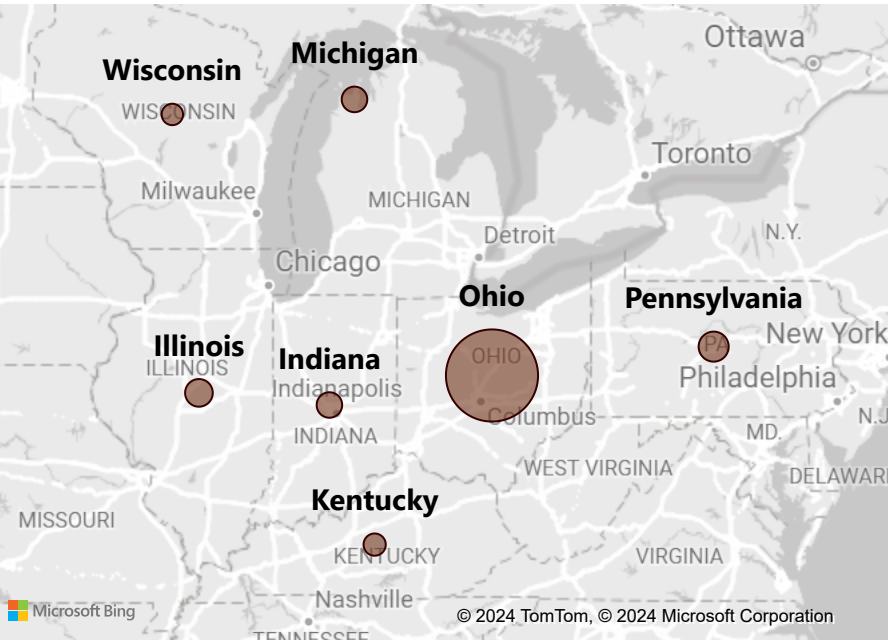 Ottawa
Michigan
Wisconsin
WISCONSIN
Toronto
Milwaukee
MICHIGAN
N.Y.
Detroit
Chicago
Ohio
Pennsylvania
PA
New York
Illinois
ILLINOIS
Indiana
OHIO
Philadelphia
Indianapolis
Columbus
N.J
INDIANA
MD.
WEST VIRGINIA
DELAWAR
Kentucky
MISSOURI
KENTUCKY
VIRGINIA
Nashville
Microsoft Bing
© 2024 TomTom, © 2024 Microsoft Corporation
TENNESSEE